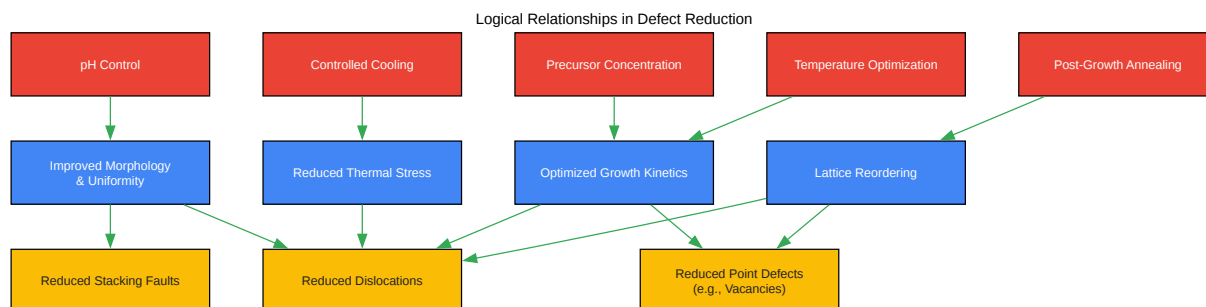 Logical Relationships in Defect Reduction
pH Control
Controlled Cooling
Precursor Concentration
Temperature Optimization
Post-Growth Annealing
Improved Morphology
& Uniformity
Reduced Thermal Stress
Optimized Growth Kinetics
Lattice Reordering
Reduced Stacking Faults
Reduced Dislocations
Reduced Point Defects
(e.g., Vacancies)